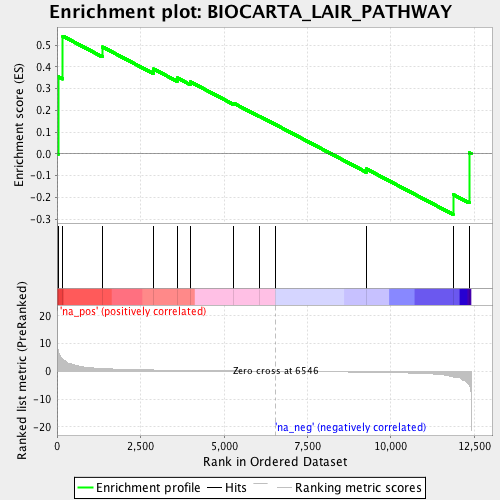 Enrichment plot: BIOCARTA_LAIR_PATHWAY
Enrichment score (ES)
0.5
0.4
0.3
0.2
0.1
0.0
-0.1
-0.2
-0.3
'na_pos' (positively correlated)
Ranked list metric (PreRanked)
20
10
0
-10
-20
Zero cross at 6546
'na_neg' (negatively correlated)
0
2,500
5,000
7,500
10,000
12,500
Rank in Ordered Dataset
Enrichment profile
Hits
Ranking metric scores